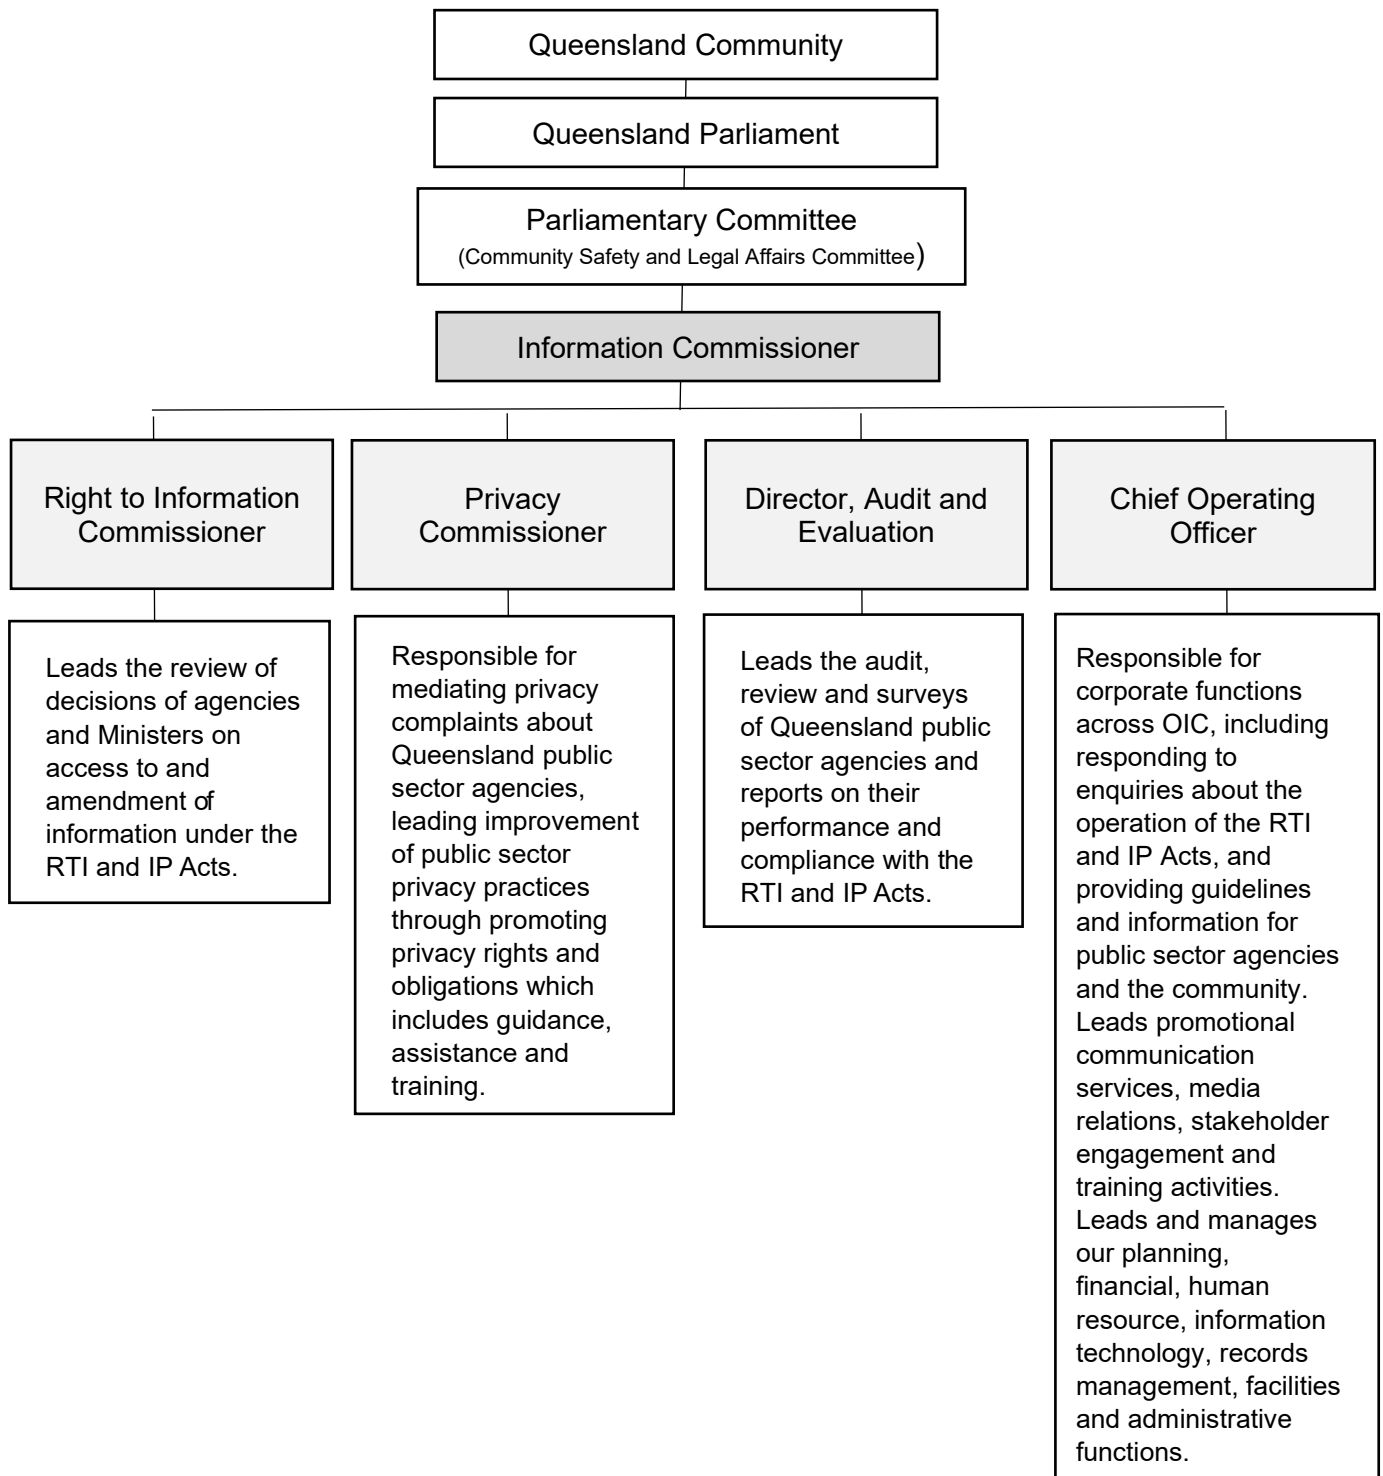 Queensland Community
Queensland Parliament
Parliamentary Committee
(Community Safety and Legal Affairs Committee)
Information Commissioner
Right to Information
Commissioner
Privacy
Commissioner
Director, Audit and
Evaluation
Chief Operating
Officer
Leads the review of
decisions of agencies
and Ministers on
access to and
amendment of
information under the
RTI and IP Acts.
Responsible for
mediating privacy
complaints about
Queensland public
sector agencies,
leading improvement
of public sector
privacy practices
through promoting
privacy rights and
obligations which
includes guidance,
assistance and
training.
Leads the audit,
review and surveys
of Queensland public
sector agencies and
reports on their
performance and
compliance with the
RTI and IP Acts.
Responsible for
corporate functions
across OIC, including
responding to
enquiries about the
operation of the RTI
and IP Acts, and
providing guidelines
and information for
public sector agencies
and the community.
Leads promotional
communication
services, media
relations, stakeholder
engagement and
training activities.
Leads and manages
our planning,
financial, human
resource, information
technology, records
management, facilities
and administrative
functions.